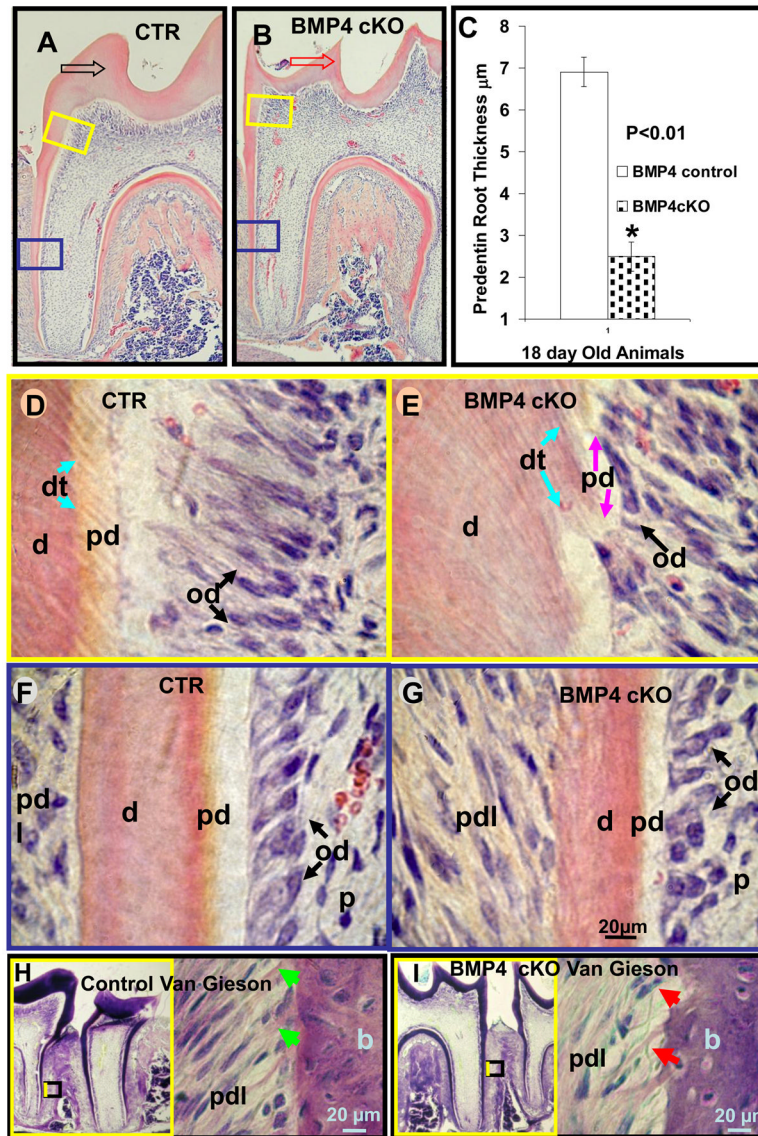 A
CTR
B
BMP4 cKO
C
Predentin Root Thickness µm
7
6
5
4
3
2
1
P<0.01
BMP4 control
BMP4cKO
*
1
18 day Old Animals
D
CTR
dt
d
pd
od
E
BMP4 cKO
dt
pd
d
od
F
CTR
pd
l
d
pd
od
p
G
BMP4 cKO
pdl
d
pd
od
p
20µm
H
Control Van Gieson
pdl
b
20 µm
I
BMP4 cKO Van Gieson
pdl
b
20 µm